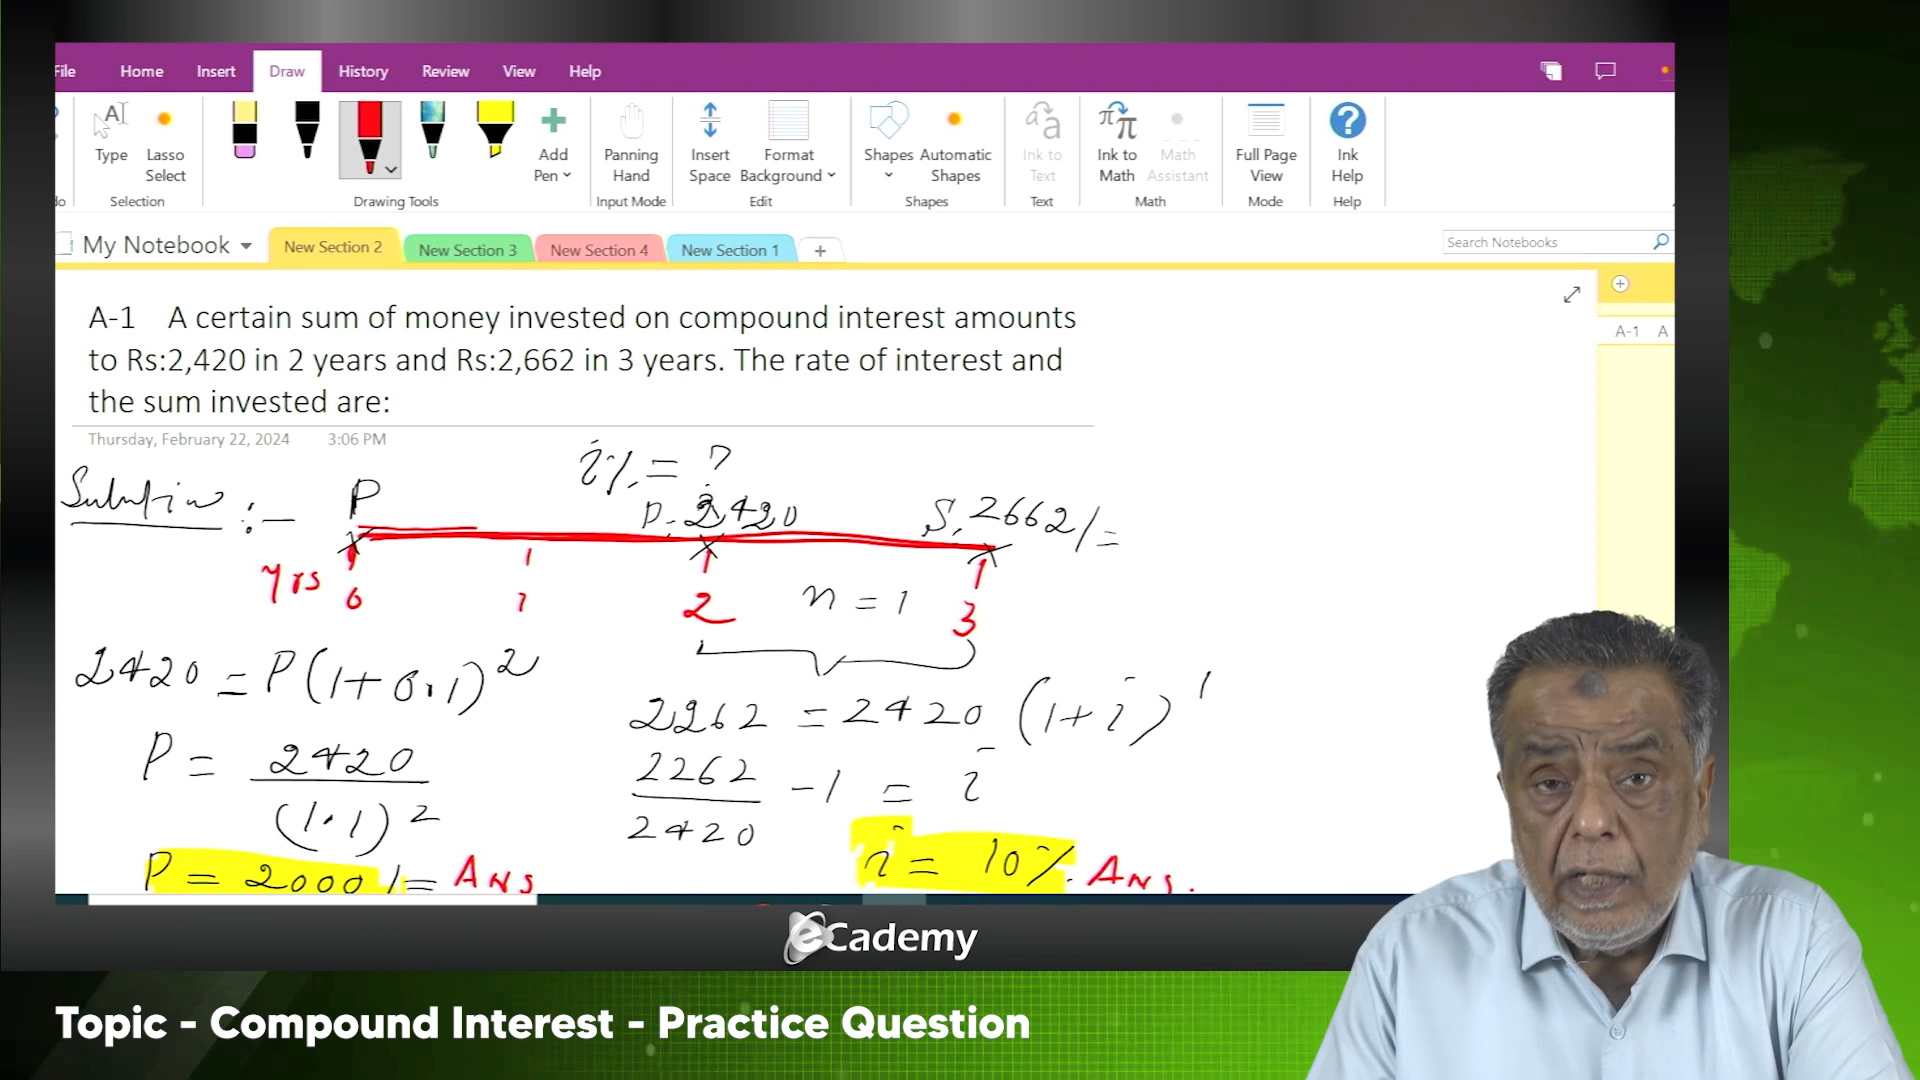 File Home Insert Draw History Review View Help
Type Lasso Select Add Pen Panning Hand Insert Space Format Background Shapes Automatic Shapes Ink to Text Ink to Math Math Assistant Full Page View Ink Help
Selection Drawing Tools Input Mode Edit Shapes Text Math Mode Help
My Notebook New Section 2 New Section 3 New Section 4 New Section 1 + Search Notebooks
A-1 A certain sum of money invested on compound interest amounts
to Rs:2,420 in 2 years and Rs:2,662 in 3 years. The rate of interest and
the sum invested are:
A-1 A
Thursday, February 22, 2024 3:06 PM
i% = ?
Solution :- P P. 2420 S. 2662/=
yrs 0 1 2 n = 1 3
2420 = P(1+0.1)²
2262 = 2420 (1+i)¹
P = 2420/(1.1)²
2262/2420 - 1 = i
P = 2000/= Ans
i = 10% Ans.
eCademy
Topic - Compound Interest - Practice Question